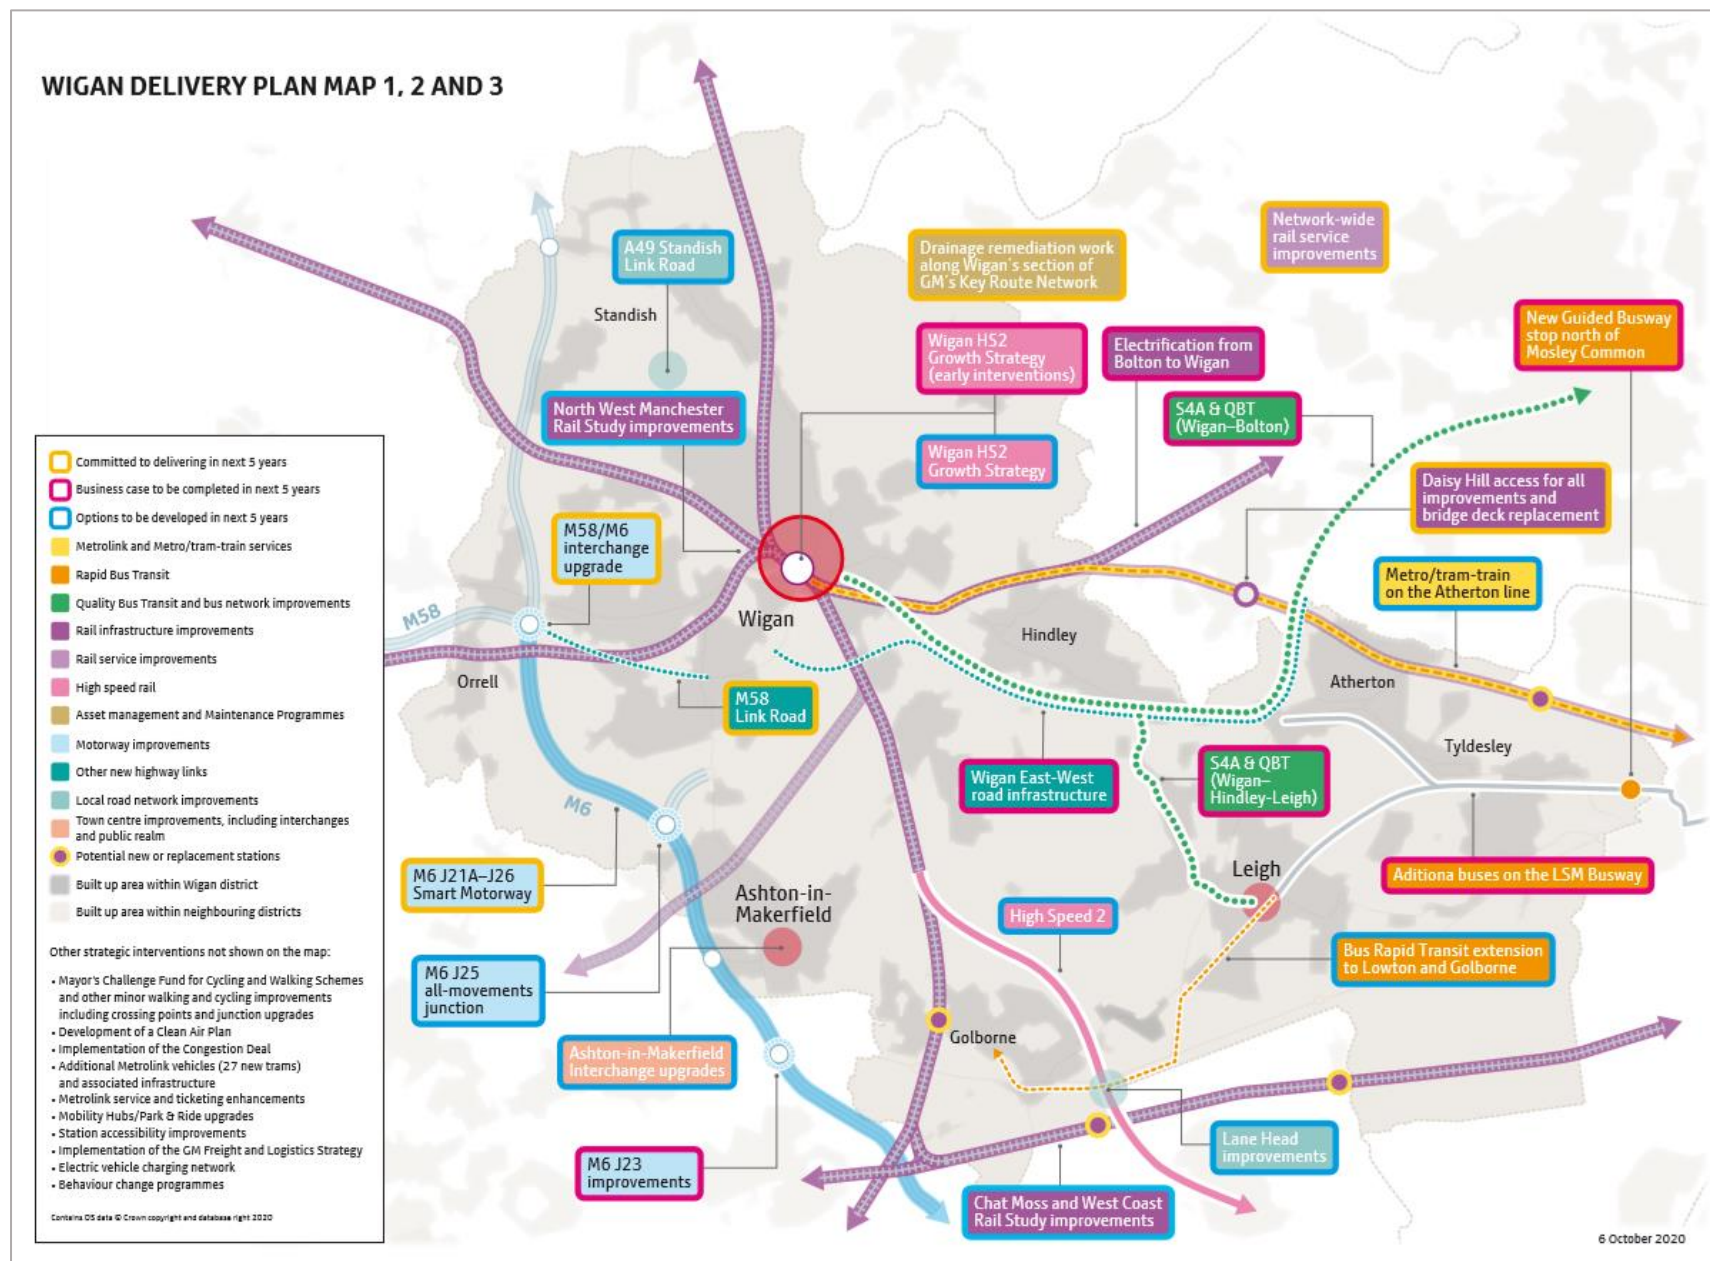 WIGAN DELIVERY PLAN MAP 1, 2 AND 3
A49 Standish
Link Road
Standish
Drainage remediation work
along Wigan's section of
GM's Key Route Network
Network-wide
rail service
improvements
Wigan HS2
Growth Strategy
(early interventions)
Electrification from
Bolton to Wigan
New Guided Busway
stop north of
Mosley Common
North West Manchester
Rail Study improvements
Wigan HS2
Growth Strategy
S4A & QBT
(Wigan–Bolton)
Daisy Hill access for all
improvements and
bridge deck replacement
M58/M6
interchange
upgrade
Metro/tram-train
on the Atherton line
M58
Wigan
Hindley
Orrell
Atherton
M58
Link Road
Tyldesley
Wigan East-West
road infrastructure
S4A & QBT
(Wigan–
Hindley-Leigh)
M6
M6 J21A–J26
Smart Motorway
Ashton-in-
Makerfield
Leigh
Aditiona buses on the LSM Busway
High Speed 2
Bus Rapid Transit extension
to Lowton and Golborne
M6 J25
all-movements
junction
Golborne
Ashton-in-Makerfield
Interchange upgrades
M6 J23
improvements
Lane Head
improvements
Chat Moss and West Coast
Rail Study improvements
Committed to delivering in next 5 years
Business case to be completed in next 5 years
Options to be developed in next 5 years
Metrolink and Metro/tram-train services
Rapid Bus Transit
Quality Bus Transit and bus network improvements
Rail infrastructure improvements
Rail service improvements
High speed rail
Asset management and Maintenance Programmes
Motorway improvements
Other new highway links
Local road network improvements
Town centre improvements, including interchanges
and public realm
Potential new or replacement stations
Built up area within Wigan district
Built up area within neighbouring districts
Other strategic interventions not shown on the map:
• Mayor's Challenge Fund for Cycling and Walking Schemes
and other minor walking and cycling improvements
including crossing points and junction upgrades
• Development of a Clean Air Plan
• Implementation of the Congestion Deal
• Additional Metrolink vehicles (27 new trams)
and associated infrastructure
• Metrolink service and ticketing enhancements
• Mobility Hubs/Park & Ride upgrades
• Station accessibility improvements
• Implementation of the GM Freight and Logistics Strategy
• Electric vehicle charging network
• Behaviour change programmes
Contains OS data © Crown copyright and database right 2020
6 October 2020